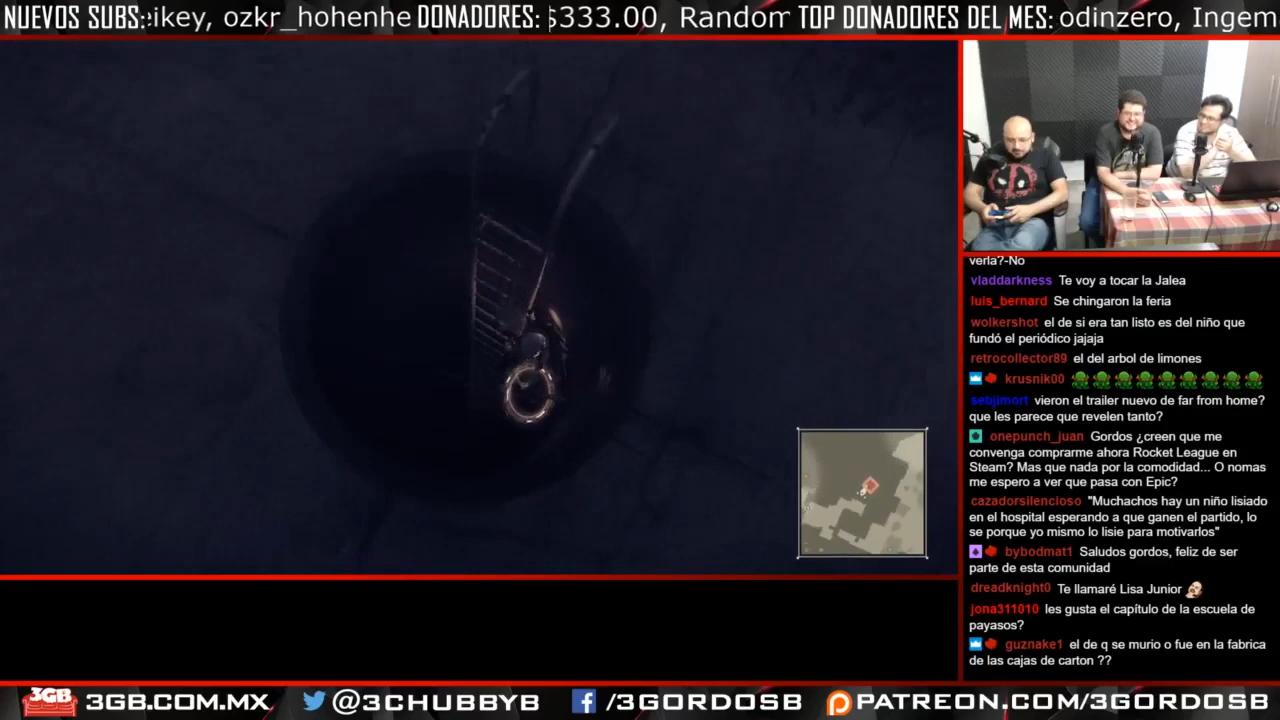 NUEVOS SUBS: ikey, ozkr_hohenhe DONADORES: $333.00, Random TOP DONADORES DEL MES: odinzero, Ingem
verla?-No
vladdarkness Te voy a tocar la Jalea
luis_bernard Se chingaron la feria
wolkershot el de si era tan listo es del niño que
fundó el periódico jajaja
retrocollector89 el del arbol de limones
krusnik00
sebjimort vieron el trailer nuevo de far from home?
que les parece que revelen tanto?
onepunch_juan Gordos ¿creen que me
convenga comprarme ahora Rocket League en
Steam? Mas que nada por la comodidad... O nomas
me espero a ver que pasa con Epic?
cazadorsilencioso "Muchachos hay un niño lisiado
en el hospital esperando a que ganen el partido, lo
se porque yo mismo lo lisie para motivarlos"
bybodmat1 Saludos gordos, feliz de ser
parte de esta comunidad
dreadknight0 Te llamaré Lisa Junior
jona311010 les gusta el capítulo de la escuela de
payasos?
guznake1 el de q se murio o fue en la fabrica
de las cajas de carton ??
3GB 3GB.COM.MX @3CHUBBYB /3GORDOSB PATREON.COM/3GORDOSB